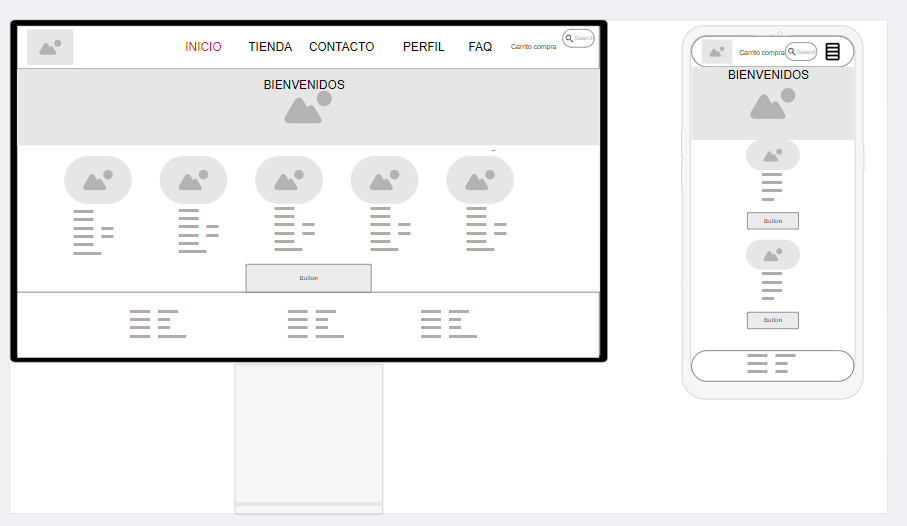 INICIO TIENDA CONTACTO PERFIL FAQ Carrito compra Search
BIENVENIDOS
Button
Carrito compra Search
BIENVENIDOS
Button
Button